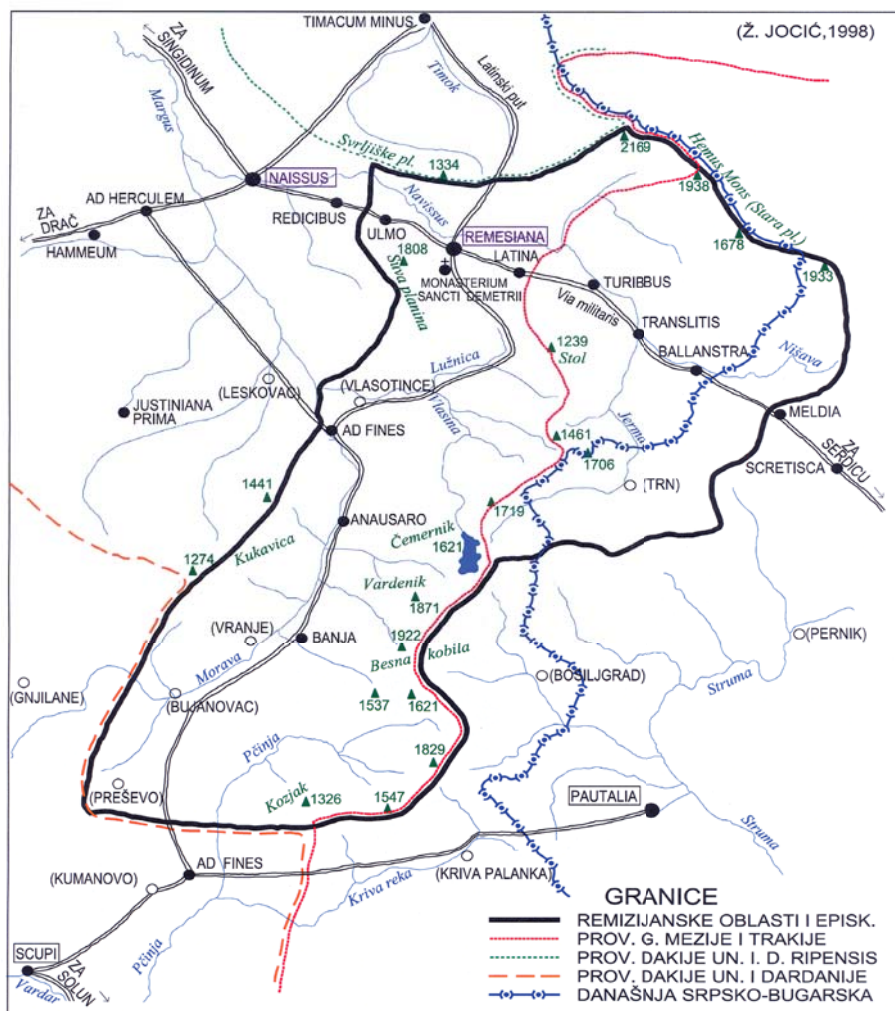 TIMACUM MINUS
(Ž. JOCIĆ,1998)
ZA
SINGIDINUM
Margus
Timok
Latinski put
Svrljiške pl.
1334
2169
Hemus Mons (Stara pl.)
1938
NAISSUS
AD HERCULEM
REDICIBUS
Navissus
ZA
DRAČ
HAMMEUM
ULMO
REMESIANA
1678
1808
LATINA
1933
Suva planina
MONASTERIUM
SANCTI DEMETRII
TURIBBUS
Via militaris
TRANSLITIS
1239
Stol
BALLANSTRA
Nišava
Lužnica
(LESKOVAC)
(VLASOTINCE)
JUSTINIANA
PRIMA
Vlasina
MELDIA
AD FINES
Jerma
1461
1706
ZA
SERDICU
SCRETISCA
1441
(TRN)
1719
ANAUSARO
Čemernik
1621
Kukavica
1274
Vardenik
1871
(VRANJE)
BANJA
1922
Besna kobila
(PERNIK)
Morava
(GNJILANE)
(BUJANOVAC)
1537
1621
(BOSILJGRAD)
Struma
Pčinja
1829
(PREŠEVO)
Kozjak
1326
1547
PAUTALIA
Struma
AD FINES
(KUMANOVO)
(KRIVA PALANKA)
Kriva reka
SCUPI
Pčinja
ZA
SOLUN
Vardar
GRANICE
REMIZIJANSKE OBLASTI I EPISK.
PROV. G. MEZIJE I TRAKIJE
PROV. DAKIJE UN. I. D. RIPENSIS
PROV. DAKIJE UN. I DARDANIJE
DANAŠNJA SRPSKO-BUGARSKA